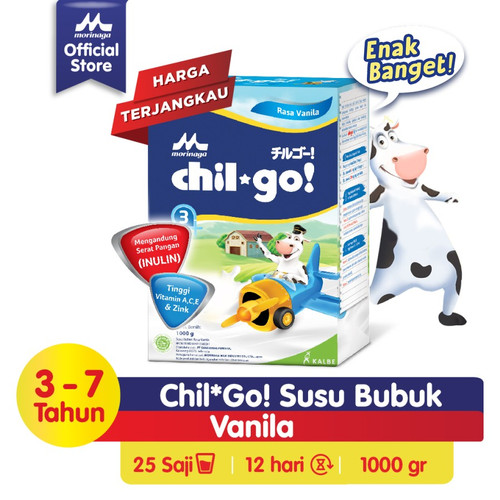 morinaga
Official
Store
HARGA
TERJANGKAU
Enak
Banget!
Rasa Vanila
morinaga
チルゴー!
chil*go!
3
Mengandung
Serat Pangan
(INULIN)
Tinggi
Vitamin A,C,E
& Zink
1000 g
KALBE
3 - 7
Tahun
Chil*Go! Susu Bubuk
Vanila
25 Saji
12 hari
1000 gr